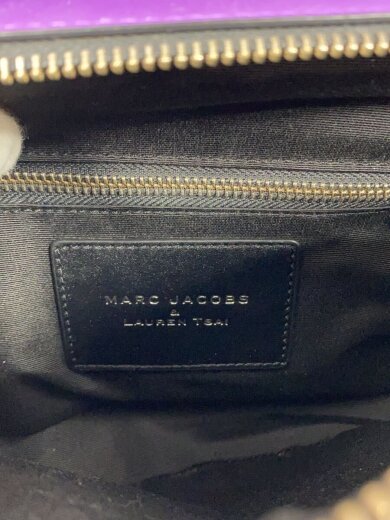 MARC JACOBS
&
LAUREN TSAI